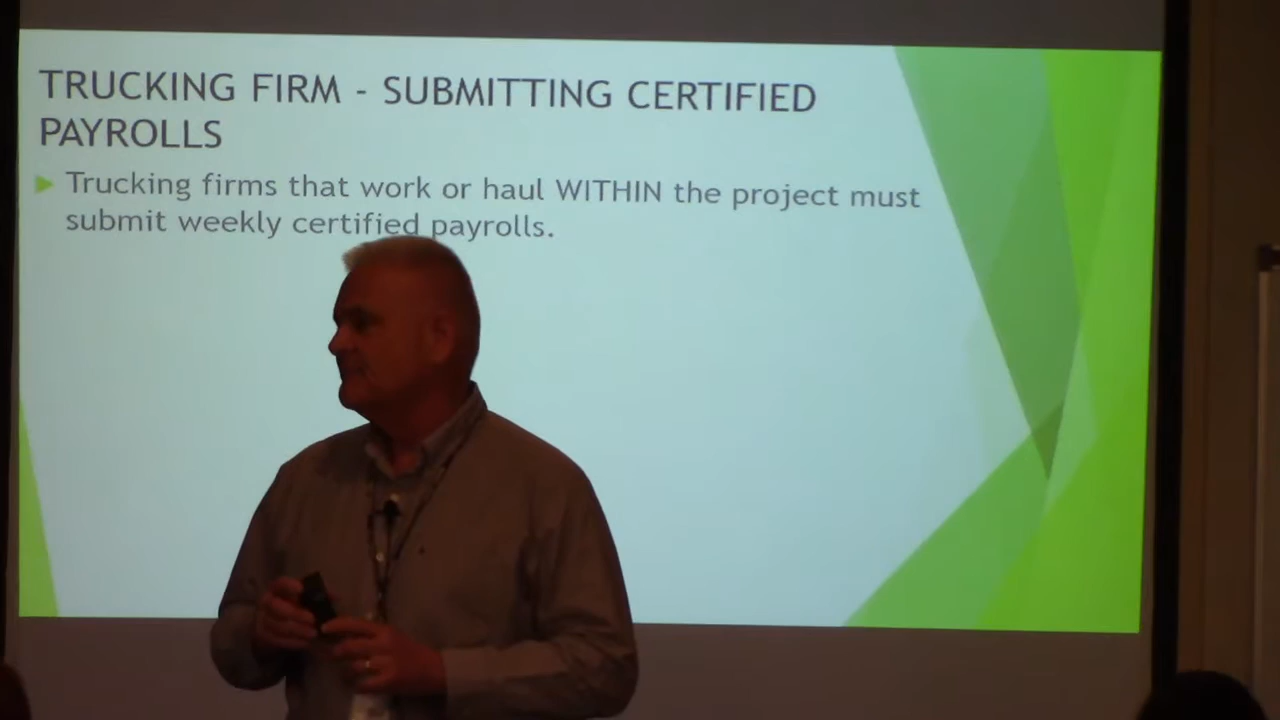 TRUCKING FIRM - SUBMITTING CERTIFIED
PAYROLLS
Trucking firms that work or haul WITHIN the project must
submit weekly certified payrolls.